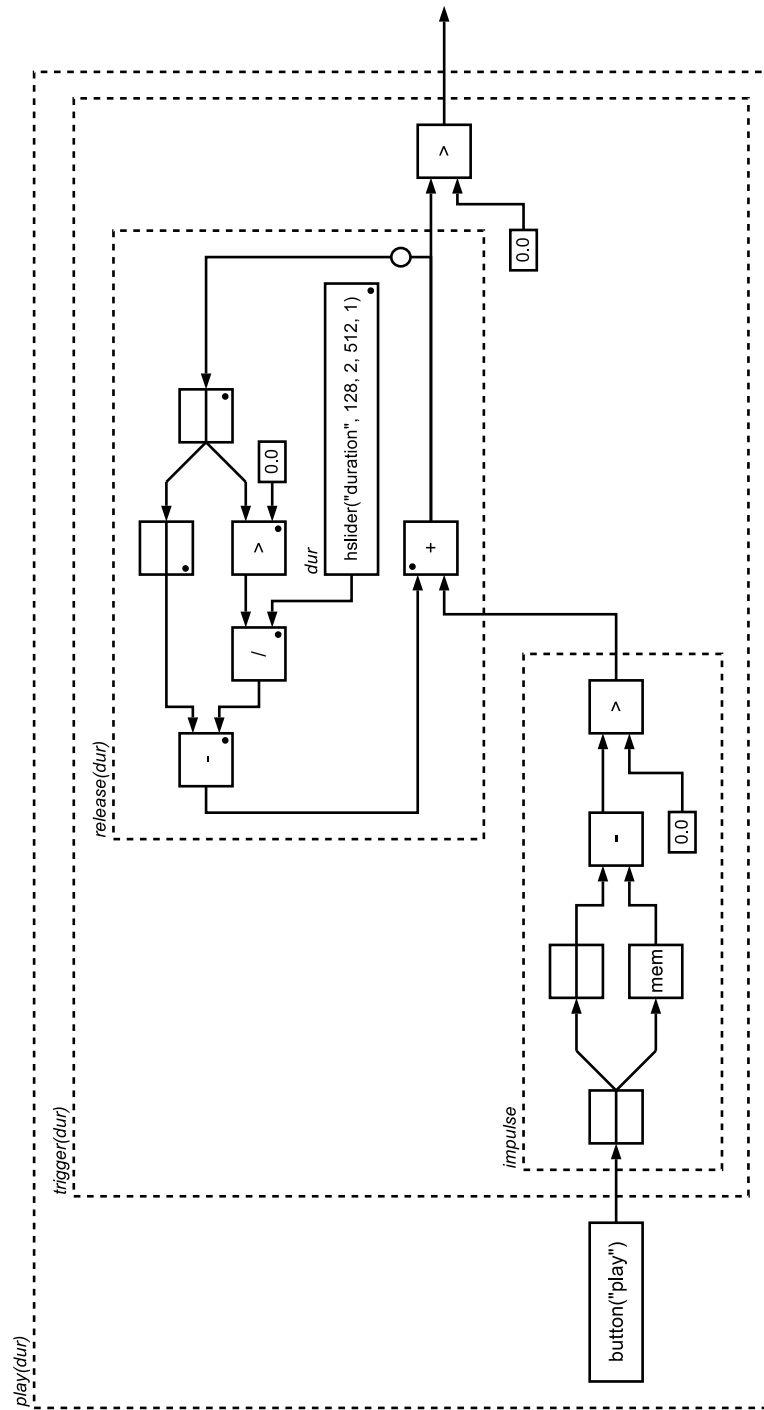 play(dur)
trigger(dur)
release(dur)
-
/
>
0.0
dur
hslider("duration", 128, 2, 512, 1)
+
>
0.0
impulse
button("play")
mem
-
>
0.0